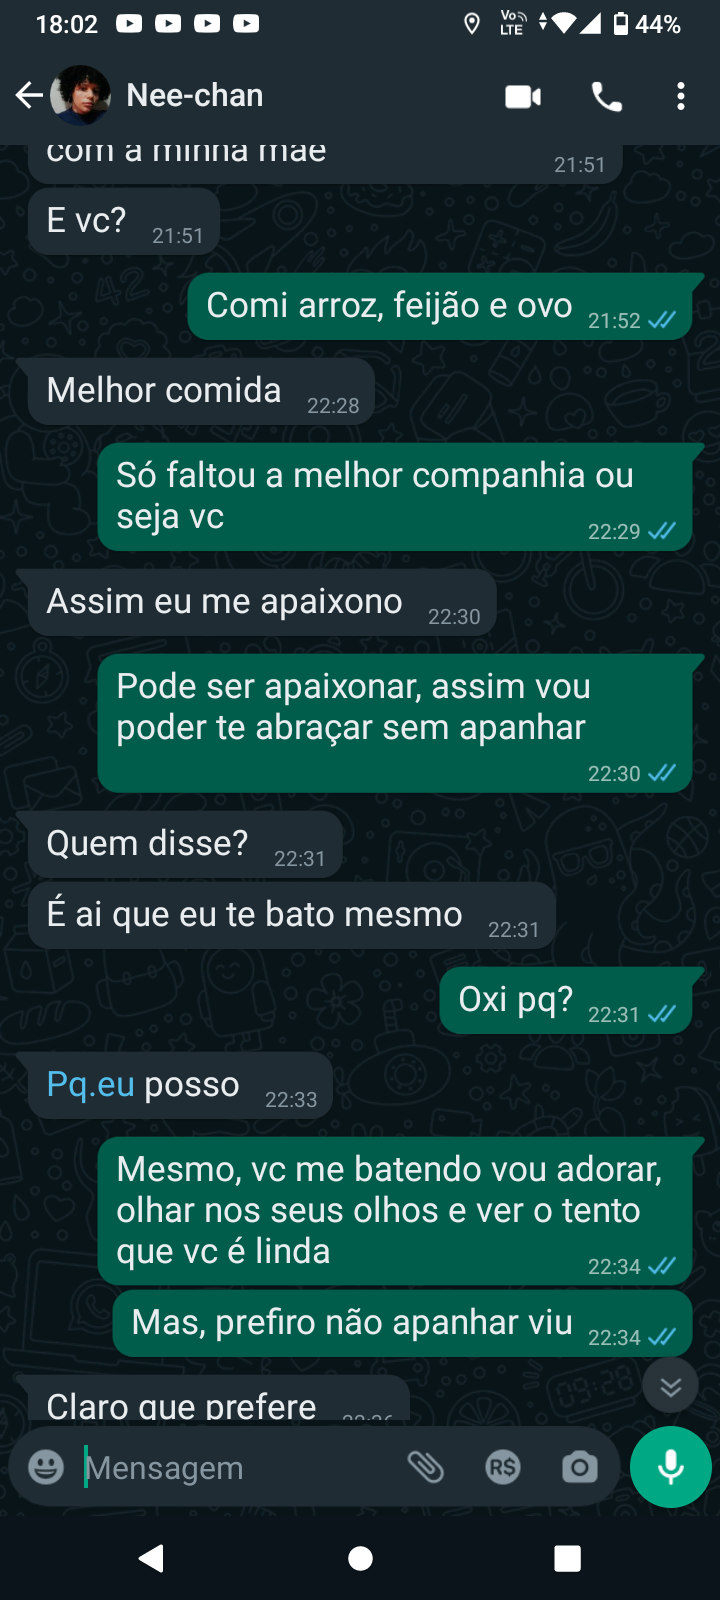 18:02
Vo
LTE
44%
Nee-chan
com a minha mãe
21:51
E vc?
21:51
Comi arroz, feijão e ovo
21:52
Melhor comida
22:28
Só faltou a melhor companhia ou
seja vc
22:29
Assim eu me apaixono
22:30
Pode ser apaixonar, assim vou
poder te abraçar sem apanhar
22:30
Quem disse?
22:31
É ai que eu te bato mesmo
22:31
Oxi pq?
22:31
Pq.eu posso
22:33
Mesmo, vc me batendo vou adorar,
olhar nos seus olhos e ver o tento
que vc é linda
22:34
Mas, prefiro não apanhar viu
22:34
Claro que prefere
Mensagem
R$